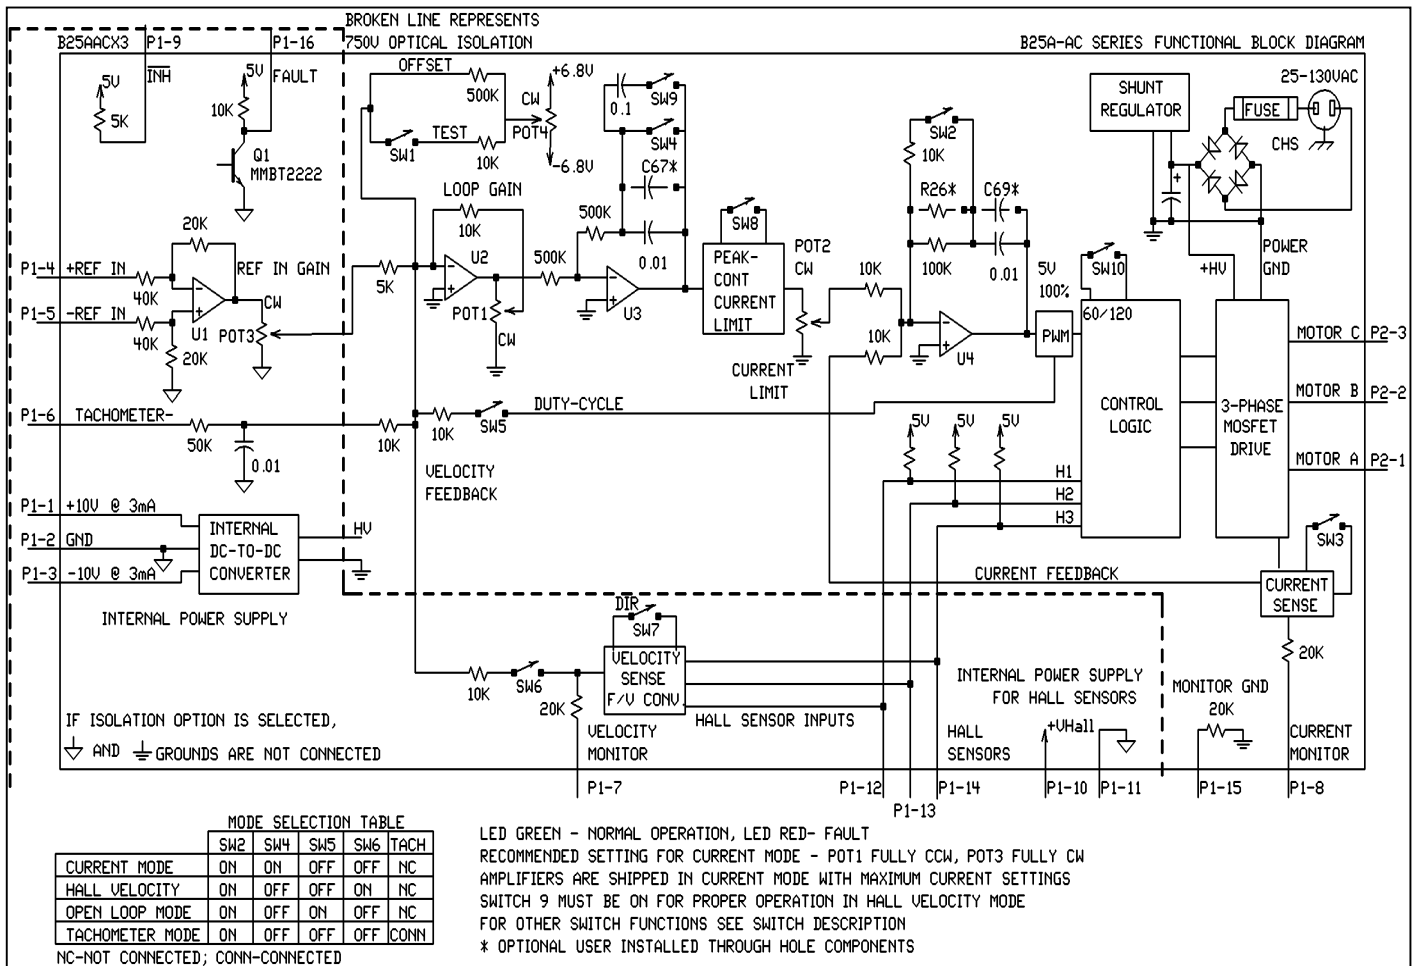 BROKEN LINE REPRESENTS
750V OPTICAL ISOLATION
B25AACX3
P1-9
P1-16
B25A-AC SERIES FUNCTIONAL BLOCK DIAGRAM
5V
INH
5K
5V
FAULT
10K
Q1
MMBT2222
OFFSET
500K
SW1
TEST
10K
CW
POT4
+6.8V
-6.8V
0.1
SW9
SW4
C67*
0.01
500K
SW2
10K
R26*
C69*
100K
0.01
SHUNT
REGULATOR
25-130VAC
FUSE
CHS
+
POWER
GND
+HV
LOOP GAIN
10K
U2
500K
U3
SW8
PEAK-
CONT
CURRENT
LIMIT
POT2
CW
10K
10K
U4
5V
100%
PWM
SW10
60/120
20K
P1-4
+REF IN
40K
REF IN GAIN
CW
P1-5
-REF IN
40K
U1
POT3
20K
5K
POT1
CW
CURRENT
LIMIT
MOTOR C
P2-3
MOTOR B
P2-2
MOTOR A
P2-1
CONTROL
LOGIC
3-PHASE
MOSFET
DRIVE
P1-6
TACHOMETER-
50K
0.01
10K
10K
SW5
DUTY-CYCLE
VELOCITY
FEEDBACK
5V
5V
5V
H1
H2
H3
P1-1
+10V @ 3mA
P1-2
GND
P1-3
-10V @ 3mA
INTERNAL
DC-TO-DC
CONVERTER
HV
INTERNAL POWER SUPPLY
CURRENT FEEDBACK
SW3
CURRENT
SENSE
20K
DIR
SW7
VELOCITY
SENSE
F/V CONV.
10K
SW6
20K
HALL SENSOR INPUTS
VELOCITY
MONITOR
INTERNAL POWER SUPPLY
FOR HALL SENSORS
MONITOR GND
20K
HALL
SENSORS
+VHall
CURRENT
MONITOR
IF ISOLATION OPTION IS SELECTED,
AND
GROUNDS ARE NOT CONNECTED
P1-7
P1-12
P1-13
P1-14
P1-10
P1-11
P1-15
P1-8
MODE SELECTION TABLE
SW2 SW4 SW5 SW6 TACH
CURRENT MODE ON ON OFF OFF NC
HALL VELOCITY ON OFF OFF ON NC
OPEN LOOP MODE ON OFF ON OFF NC
TACHOMETER MODE ON OFF OFF OFF CONN
NC-NOT CONNECTED; CONN-CONNECTED
LED GREEN - NORMAL OPERATION, LED RED- FAULT
RECOMMENDED SETTING FOR CURRENT MODE - POT1 FULLY CCW, POT3 FULLY CW
AMPLIFIERS ARE SHIPPED IN CURRENT MODE WITH MAXIMUM CURRENT SETTINGS
SWITCH 9 MUST BE ON FOR PROPER OPERATION IN HALL VELOCITY MODE
FOR OTHER SWITCH FUNCTIONS SEE SWITCH DESCRIPTION
* OPTIONAL USER INSTALLED THROUGH HOLE COMPONENTS